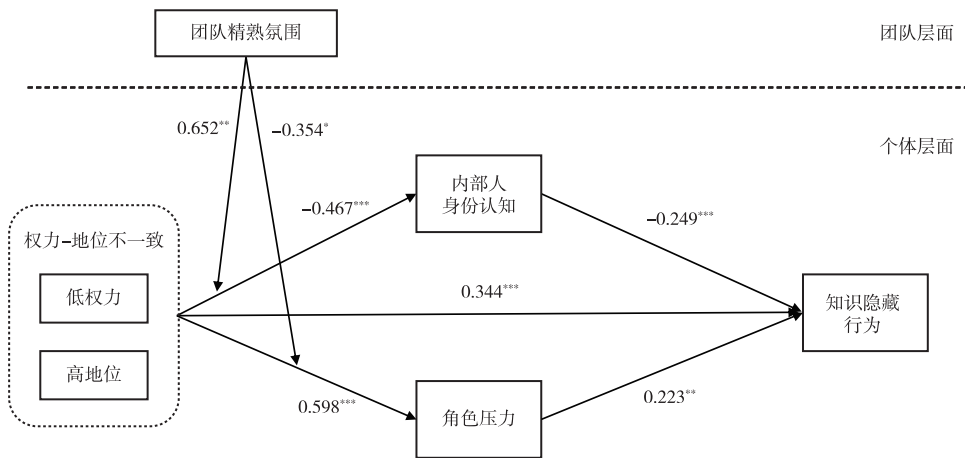 团队精熟氛围
团队层面
0.652**
−0.354*
个体层面
内部人
身份认知
−0.467***
−0.249***
权力−地位不一致
低权力
0.344***
知识隐藏
行为
高地位
0.598***
角色压力
0.223**